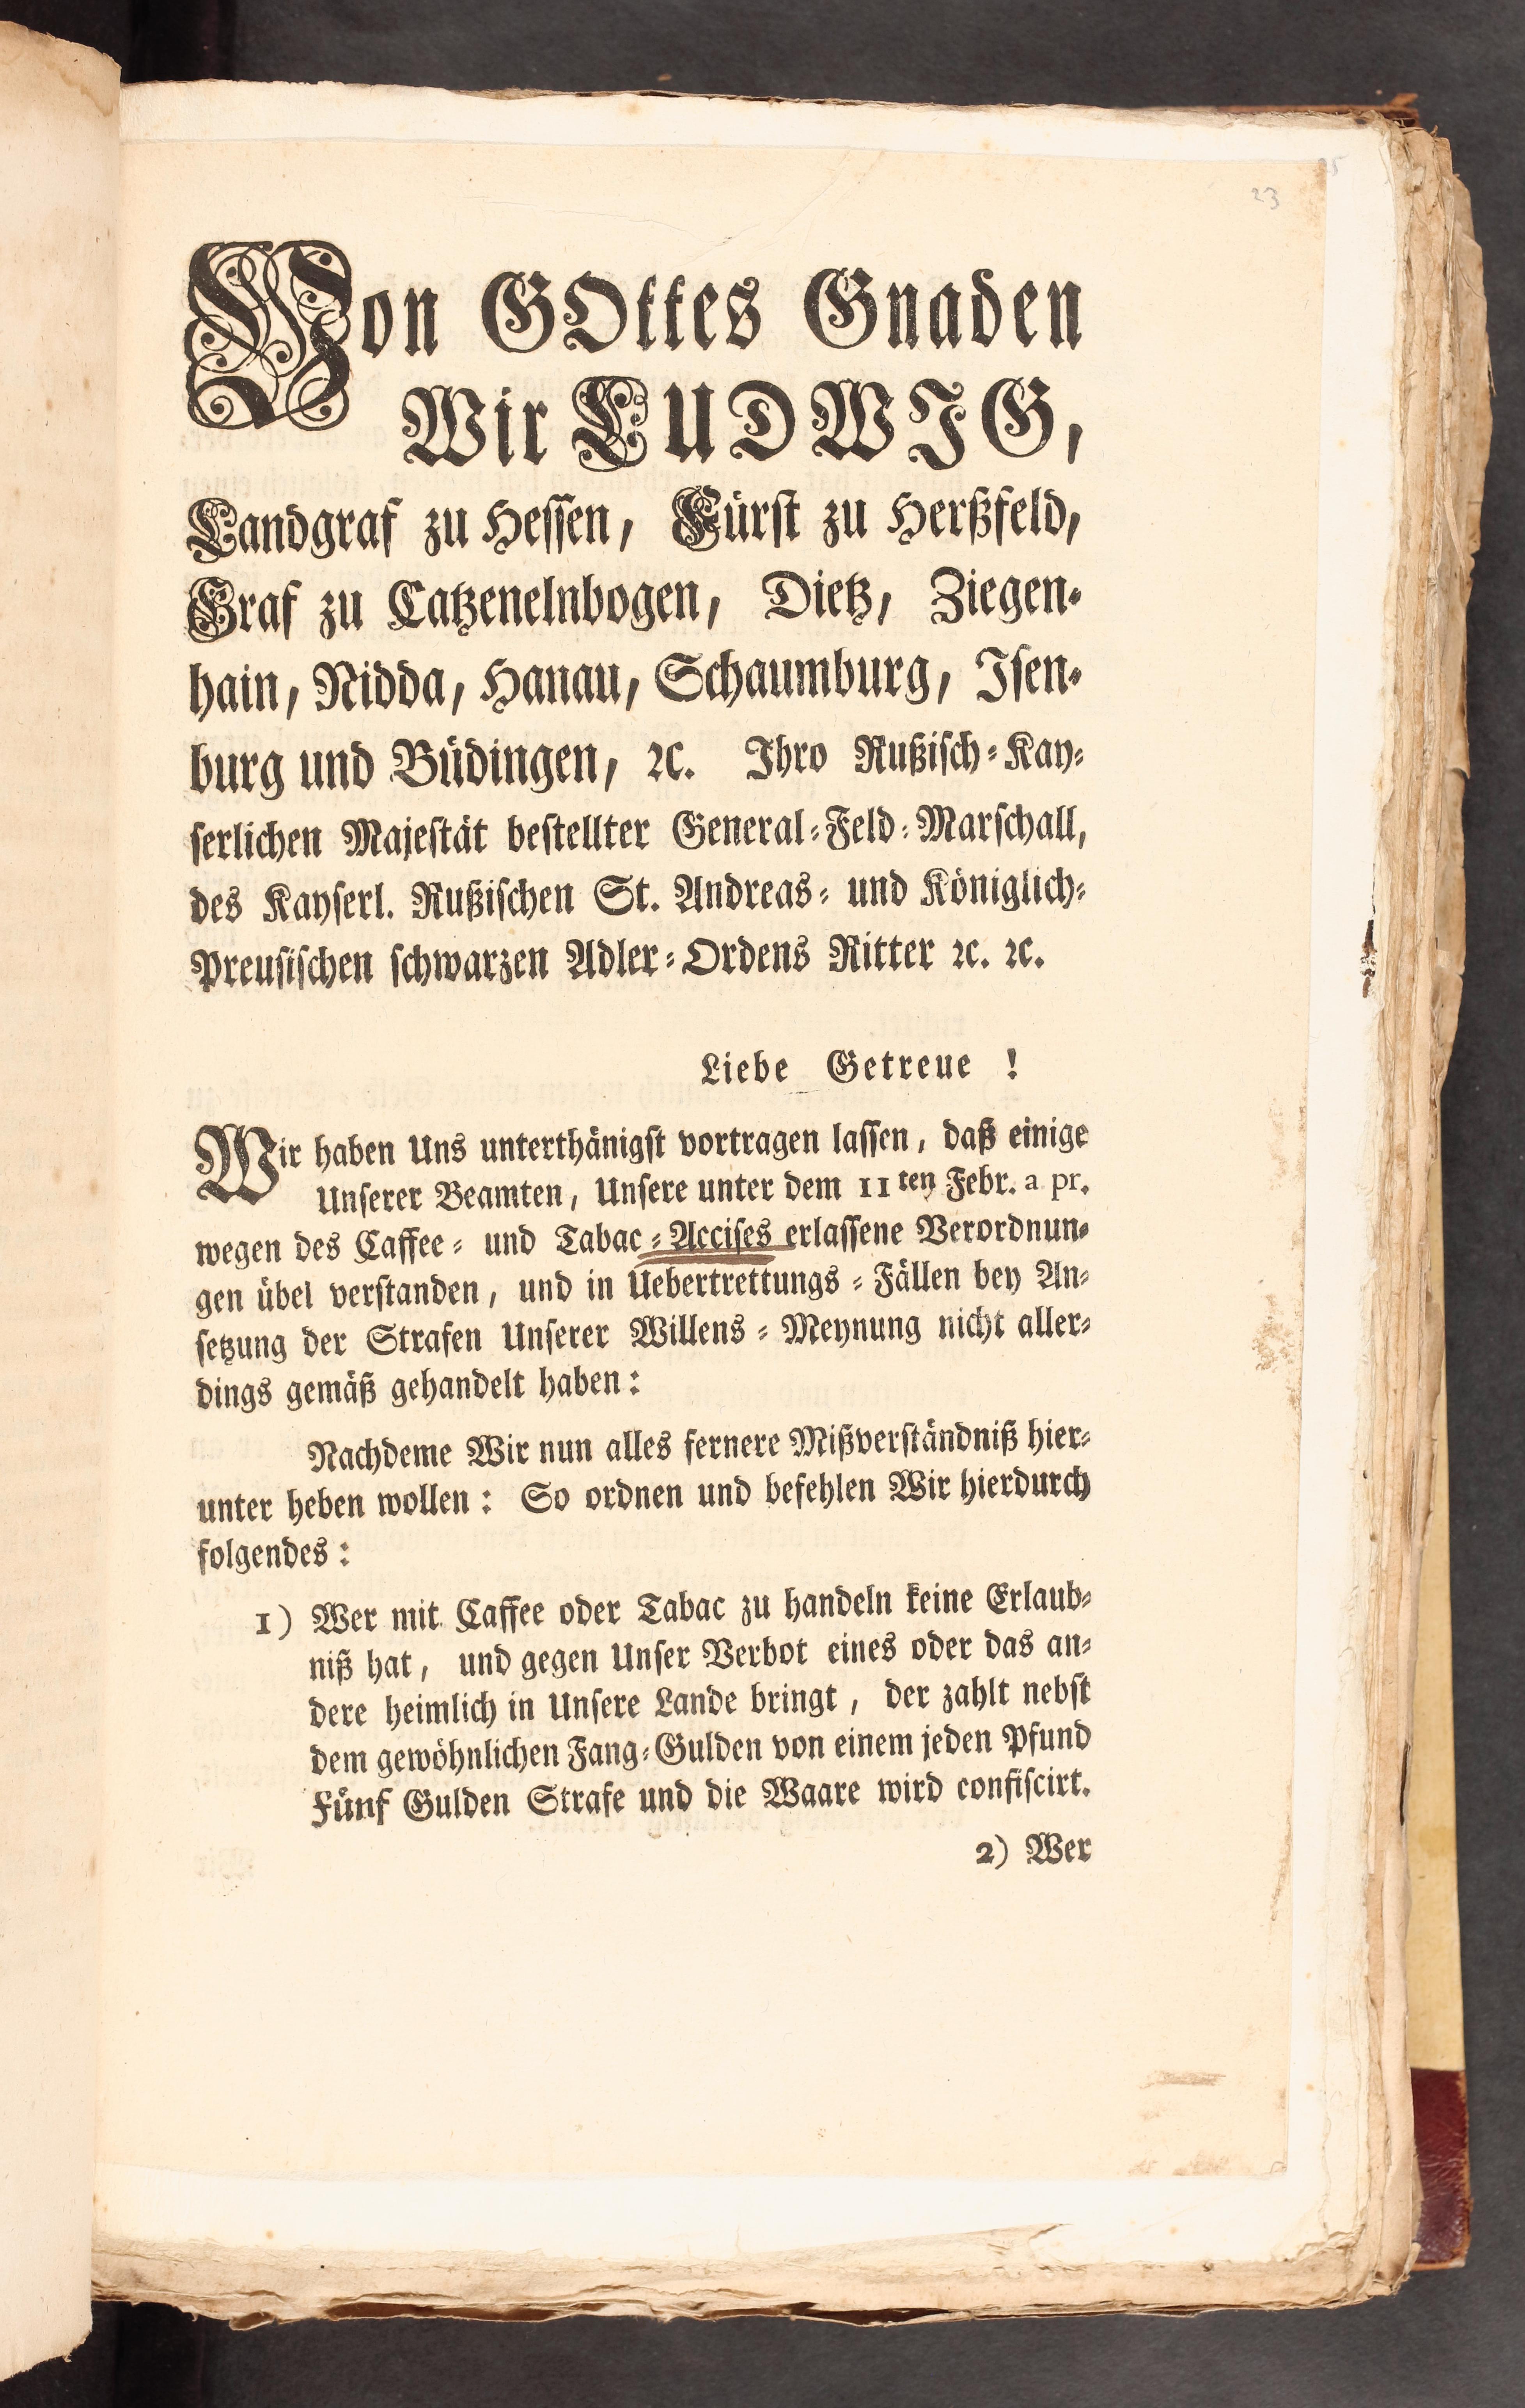 23
Von GOttes Gnaden
Wir LUDWIG,
Landgraf zu Hessen, Fürst zu Herßfeld,
Graf zu Catzenelnbogen, Dietz, Ziegen-
hain, Nidda, Hanau, Schaumburg, Isen-
burg und Büdingen, ꝛc. Ihro Rußisch-Kay-
serlichen Majestät bestellter General-Feld-Marschall,
des Kayserl. Rußischen St. Andreas- und Königlich-
Preusischen schwarzen Adler-Ordens Ritter ꝛc. ꝛc.
Liebe Getreue !
Wir haben Uns unterthänigst vortragen lassen, daß einige
Unserer Beamten, Unsere unter dem 11ten Febr. a pr.
wegen des Caffee- und Tabac-Accises erlassene Verordnun-
gen übel verstanden, und in Uebertrettungs-Fällen bey An-
setzung der Strafen Unserer Willens-Meynung nicht aller-
dings gemäß gehandelt haben:
Nachdeme Wir nun alles fernere Mißverständniß hier-
unter heben wollen: So ordnen und befehlen Wir hierdurch
folgendes:
1) Wer mit Caffee oder Tabac zu handeln keine Erlaub-
niß hat, und gegen Unser Verbot eines oder das an-
dere heimlich in Unsere Lande bringt, der zahlt nebst
dem gewöhnlichen Fang-Gulden von einem jeden Pfund
Fünf Gulden Strafe und die Waare wird confiscirt.
2) Wer